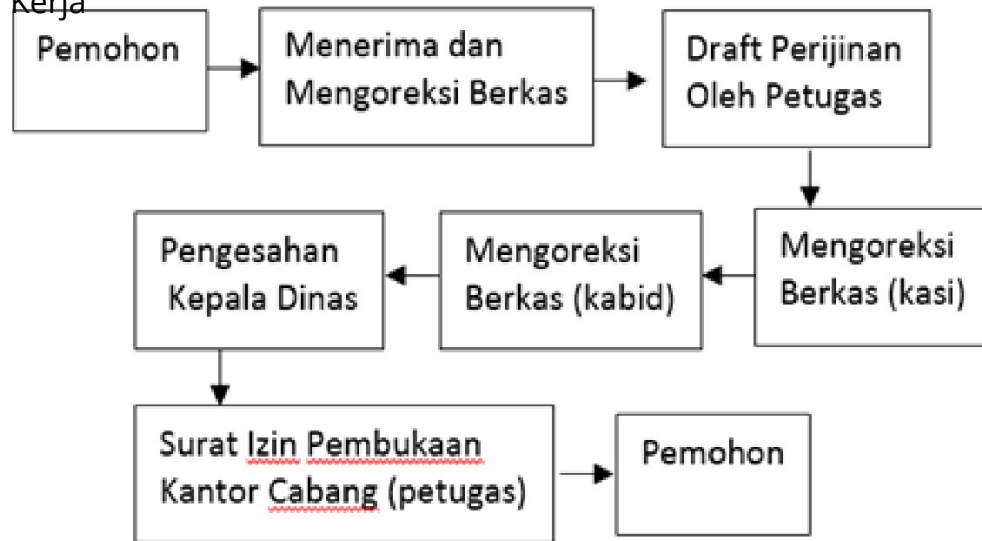 Kerja
Pemohon
Menerima dan
Mengoreksi Berkas
Draft Perijinan
Oleh Petugas
Mengoreksi
Berkas (kasi)
Mengoreksi
Berkas (kabid)
Pengesahan
Kepala Dinas
Surat Izin Pembukaan
Kantor Cabang (petugas)
Pemohon